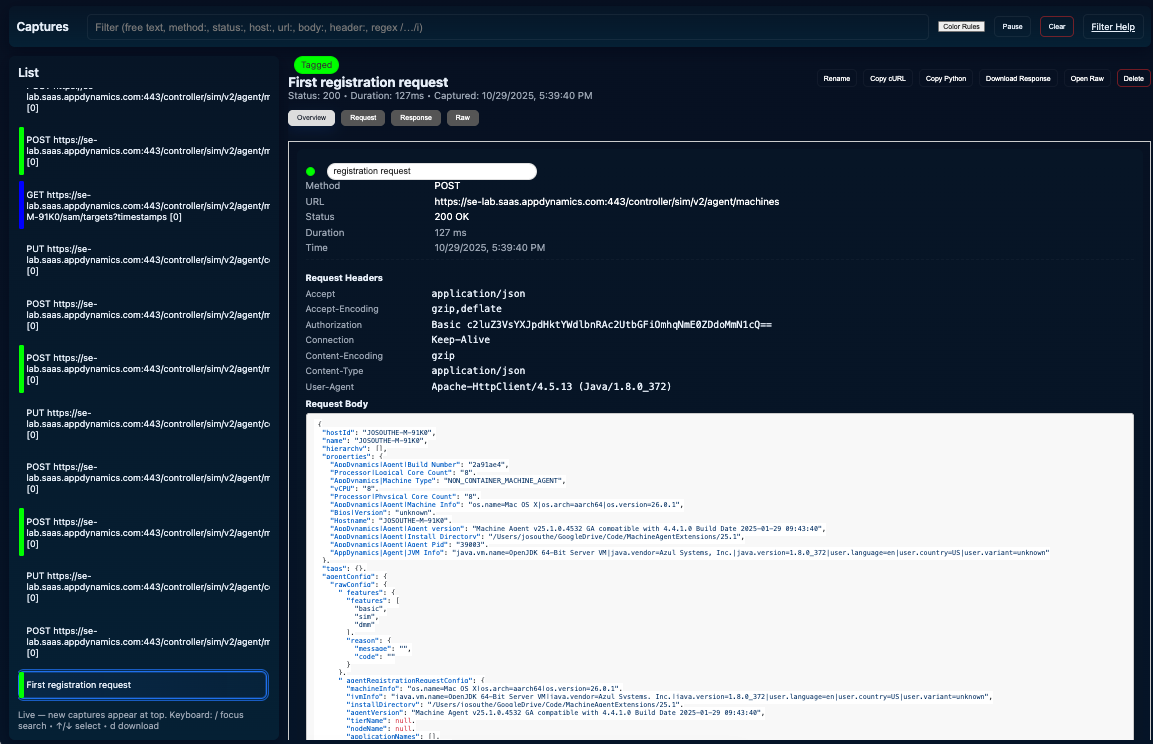 Captures
Filter (free text, method:, status:, host:, url:, body:, header:, regex /…/i)
Color Rules
Pause
Clear
Filter Help
List
lab.saas.appdynamics.com:443/controller/sim/v2/agent/m
[0]
POST https://se-
lab.saas.appdynamics.com:443/controller/sim/v2/agent/m
[0]
GET https://se-
lab.saas.appdynamics.com:443/controller/sim/v2/agent/m
M-91K0/sam/targets?timestamps [0]
PUT https://se-
lab.saas.appdynamics.com:443/controller/sim/v2/agent/c
[0]
POST https://se-
lab.saas.appdynamics.com:443/controller/sim/v2/agent/m
[0]
POST https://se-
lab.saas.appdynamics.com:443/controller/sim/v2/agent/m
[0]
PUT https://se-
lab.saas.appdynamics.com:443/controller/sim/v2/agent/c
[0]
POST https://se-
lab.saas.appdynamics.com:443/controller/sim/v2/agent/m
[0]
POST https://se-
lab.saas.appdynamics.com:443/controller/sim/v2/agent/m
[0]
PUT https://se-
lab.saas.appdynamics.com:443/controller/sim/v2/agent/c
[0]
POST https://se-
lab.saas.appdynamics.com:443/controller/sim/v2/agent/m
[0]
First registration request
Live — new captures appear at top. Keyboard: / focus
search • ↑/↓ select • d download
Tagged
First registration request
Status: 200 • Duration: 127ms • Captured: 10/29/2025, 5:39:40 PM
Rename
Copy cURL
Copy Python
Download Response
Open Raw
Delete
Overview
Request
Response
Raw
registration request
Method POST
URL https://se-lab.saas.appdynamics.com:443/controller/sim/v2/agent/machines
Status 200 OK
Duration 127 ms
Time 10/29/2025, 5:39:40 PM
Request Headers
Accept application/json
Accept-Encoding gzip,deflate
Authorization
Connection Keep-Alive
Content-Encoding gzip
Content-Type application/json
User-Agent Apache-HttpClient/4.5.13 (Java/1.8.0_372)
Request Body
{
"hostId": "JOSOUTHE-M-91K0",
"name": "JOSOUTHE-M-91K0",
"hierarchy": [],
"properties": {
"AppDynamics|Agent|Build Number": "2a91ae4",
"Processor|Logical Core Count": "8",
"AppDynamics|Machine Type": "NON_CONTAINER_MACHINE_AGENT",
"vCPU": "8",
"Processor|Physical Core Count": "8",
"AppDynamics|Agent|Machine Info": "os.name=Mac OS X|os.arch=aarch64|os.version=26.0.1",
"Bios|Version": "unknown",
"Hostname": "JOSOUTHE-M-91K0",
"AppDynamics|Agent|Agent version": "Machine Agent v25.1.0.4532 GA compatible with 4.4.1.0 Build Date 2025-01-29 09:43:40",
"AppDynamics|Agent|Install Directory": "/Users/josouthe/GoogleDrive/Code/MachineAgentExtensions/25.1",
"AppDynamics|Agent|Agent Pid": "39003",
"AppDynamics|Agent|JVM Info": "java.vm.name=OpenJDK 64-Bit Server VM|java.vendor=Azul Systems, Inc.|java.version=1.8.0_372|user.language=en|user.country=US|user.variant=unknown"
},
"tags": {},
"agentConfig": {
"rawConfig": {
"_features": {
"features": [
"basic",
"sim",
"dmm"
],
"reason": {
"message": "",
"code": ""
}
},
"_agentRegistrationRequestConfig": {
"machineInfo": "os.name=Mac OS X|os.arch=aarch64|os.version=26.0.1",
"jvmInfo": "java.vm.name=OpenJDK 64-Bit Server VM|java.vendor=Azul Systems, Inc.|java.version=1.8.0_372|user.language=en|user.country=US|user.variant=unknown",
"installDirectory": "/Users/josouthe/GoogleDrive/Code/MachineAgentExtensions/25.1",
"agentVersion": "Machine Agent v25.1.0.4532 GA compatible with 4.4.1.0 Build Date 2025-01-29 09:43:40",
"tierName": null,
"nodeName": null,
"applicationNames": [],